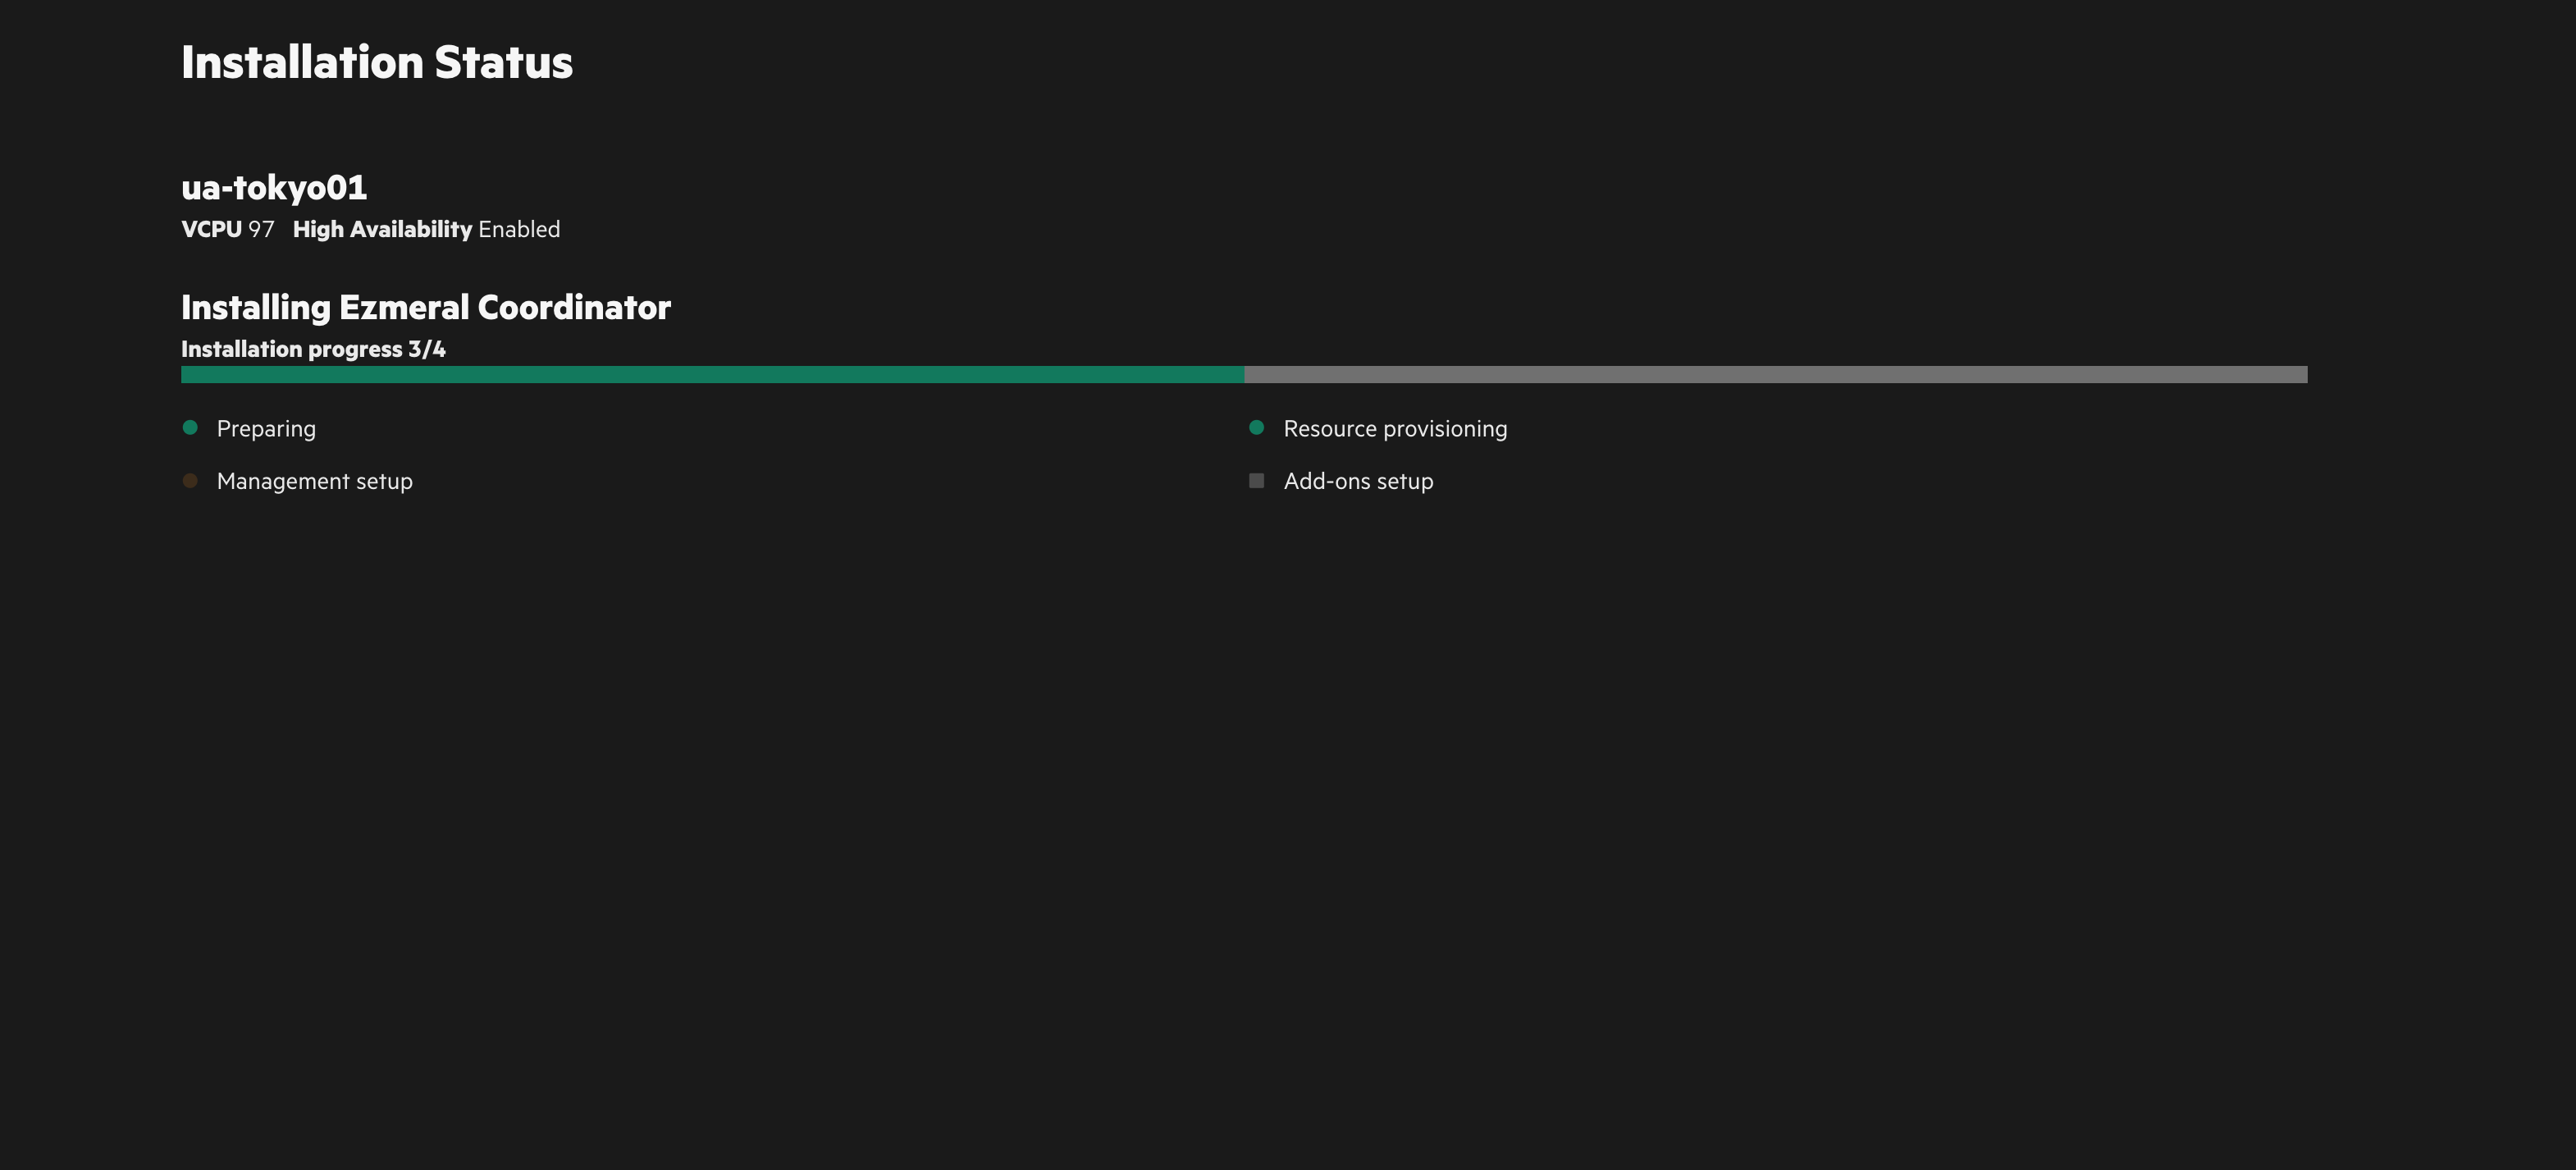 Installation Status
ua-tokyo01
VCPU 97 High Availability Enabled
Installing Ezmeral Coordinator
Installation progress 3/4
Preparing
Resource provisioning
Management setup
Add-ons setup